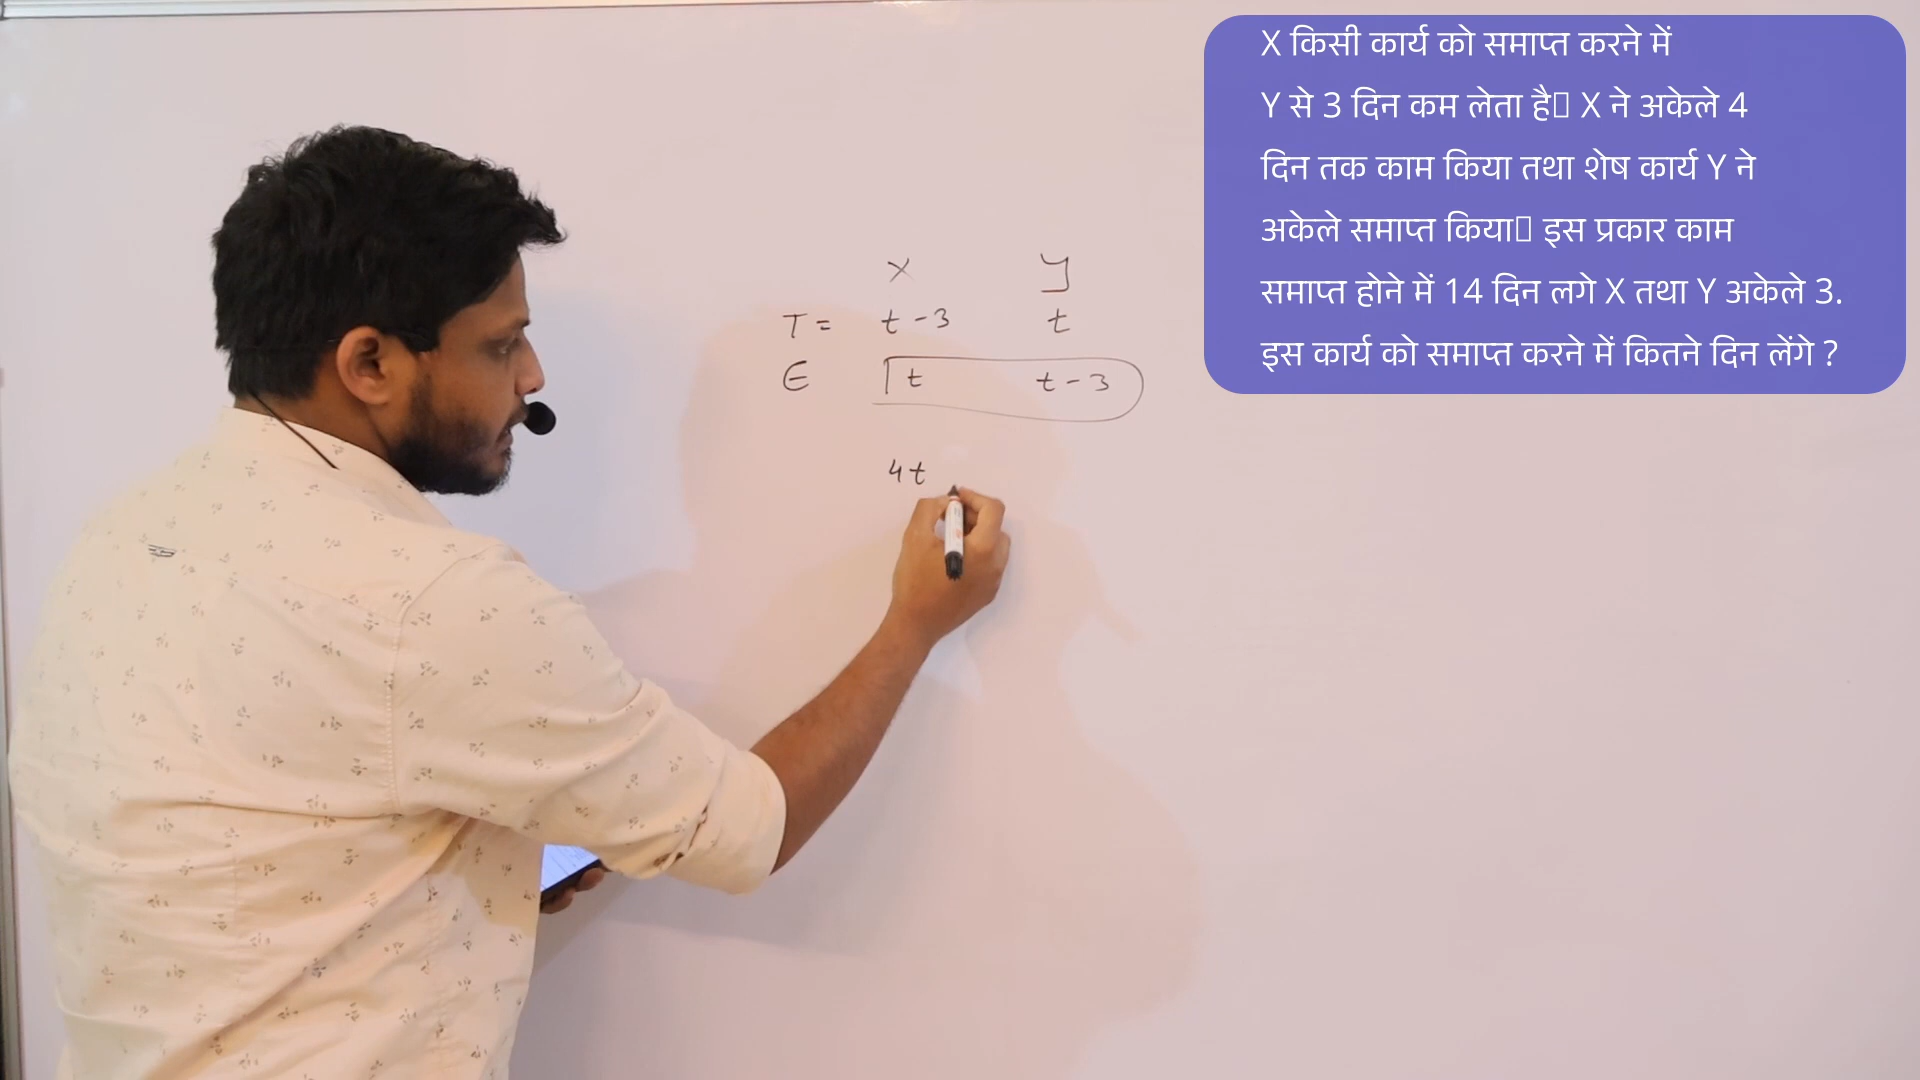 X किसी कार्य को समाप्त करने में
Y से 3 दिन कम लेता है▯ X ने अकेले 4
दिन तक काम किया तथा शेष कार्य Y ने
अकेले समाप्त किया▯ इस प्रकार काम
समाप्त होने में 14 दिन लगे X तथा Y अकेले 3.
इस कार्य को समाप्त करने में कितने दिन लेंगे ?
x y
T = t - 3 t
E t t - 3
4t